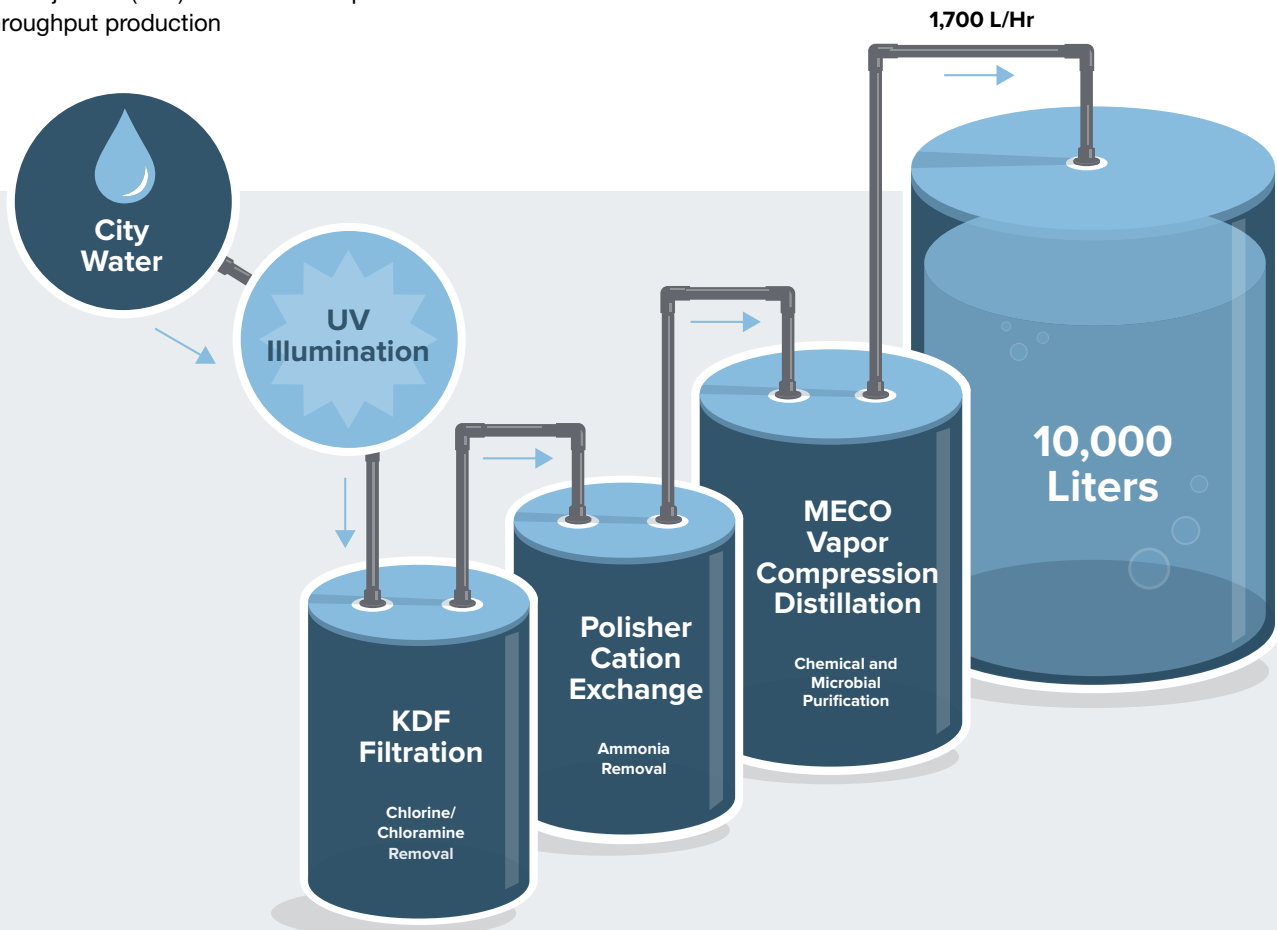 throughput production
1,700 L/Hr
City
Water
UV
Illumination
KDF
Filtration
Chlorine/
Chloramine
Removal
Polisher
Cation
Exchange
Ammonia
Removal
MECO
Vapor
Compression
Distillation
Chemical and
Microbial
Purification
10,000
Liters